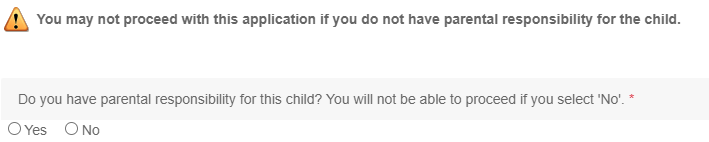 You may not proceed with this application if you do not have parental responsibility for the child.
Do you have parental responsibility for this child? You will not be able to proceed if you select 'No'. *
Yes No